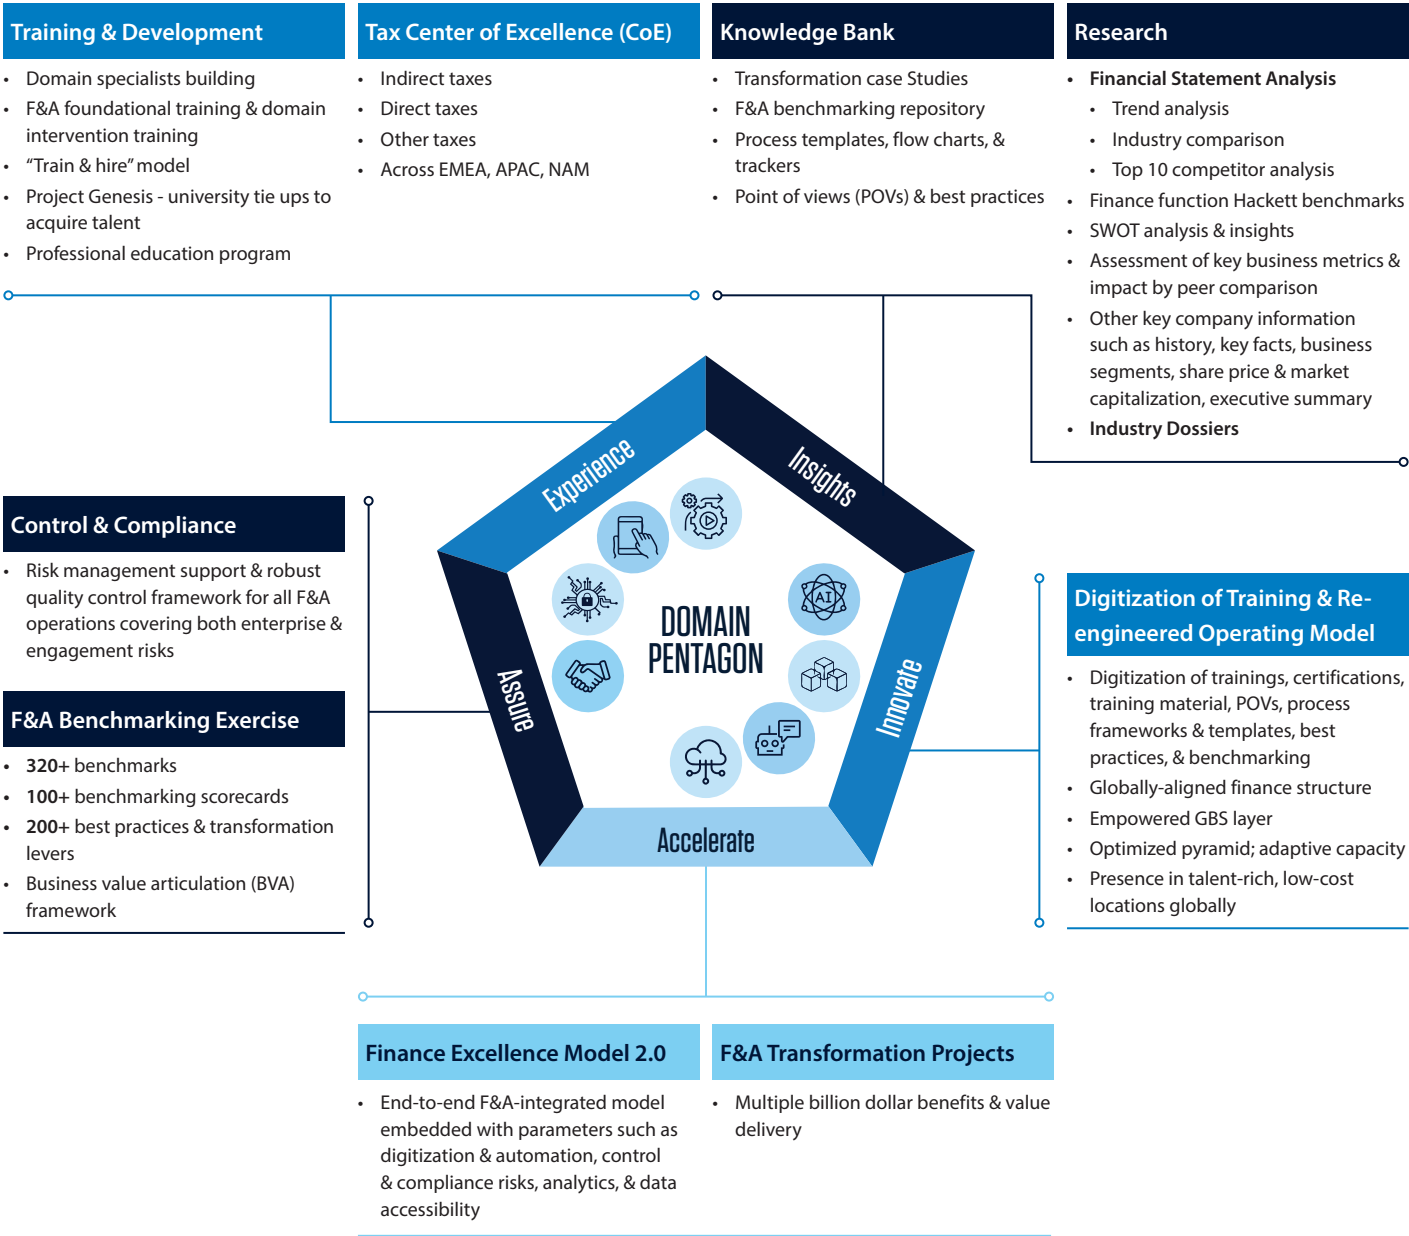 Training & Development
• Domain specialists building
• F&A foundational training & domain
intervention training
• “Train & hire” model
• Project Genesis - university tie ups to
acquire talent
• Professional education program
Tax Center of Excellence (CoE)
• Indirect taxes
• Direct taxes
• Other taxes
• Across EMEA, APAC, NAM
Knowledge Bank
• Transformation case Studies
• F&A benchmarking repository
• Process templates, flow charts, &
trackers
• Point of views (POVs) & best practices
Research
• Financial Statement Analysis
• Trend analysis
• Industry comparison
• Top 10 competitor analysis
• Finance function Hackett benchmarks
• SWOT analysis & insights
• Assessment of key business metrics &
impact by peer comparison
• Other key company information
such as history, key facts, business
segments, share price & market
capitalization, executive summary
• Industry Dossiers
Experience
Insights
Assure
Innovate
Accelerate
AI
DOMAIN
PENTAGON
Control & Compliance
• Risk management support & robust
quality control framework for all F&A
operations covering both enterprise &
engagement risks
F&A Benchmarking Exercise
• 320+ benchmarks
• 100+ benchmarking scorecards
• 200+ best practices & transformation
levers
• Business value articulation (BVA)
framework
Digitization of Training & Re-
engineered Operating Model
• Digitization of trainings, certifications,
training material, POVs, process
frameworks & templates, best
practices, & benchmarking
• Globally-aligned finance structure
• Empowered GBS layer
• Optimized pyramid; adaptive capacity
• Presence in talent-rich, low-cost
locations globally
Finance Excellence Model 2.0
• End-to-end F&A-integrated model
embedded with parameters such as
digitization & automation, control
& compliance risks, analytics, & data
accessibility
F&A Transformation Projects
• Multiple billion dollar benefits & value
delivery